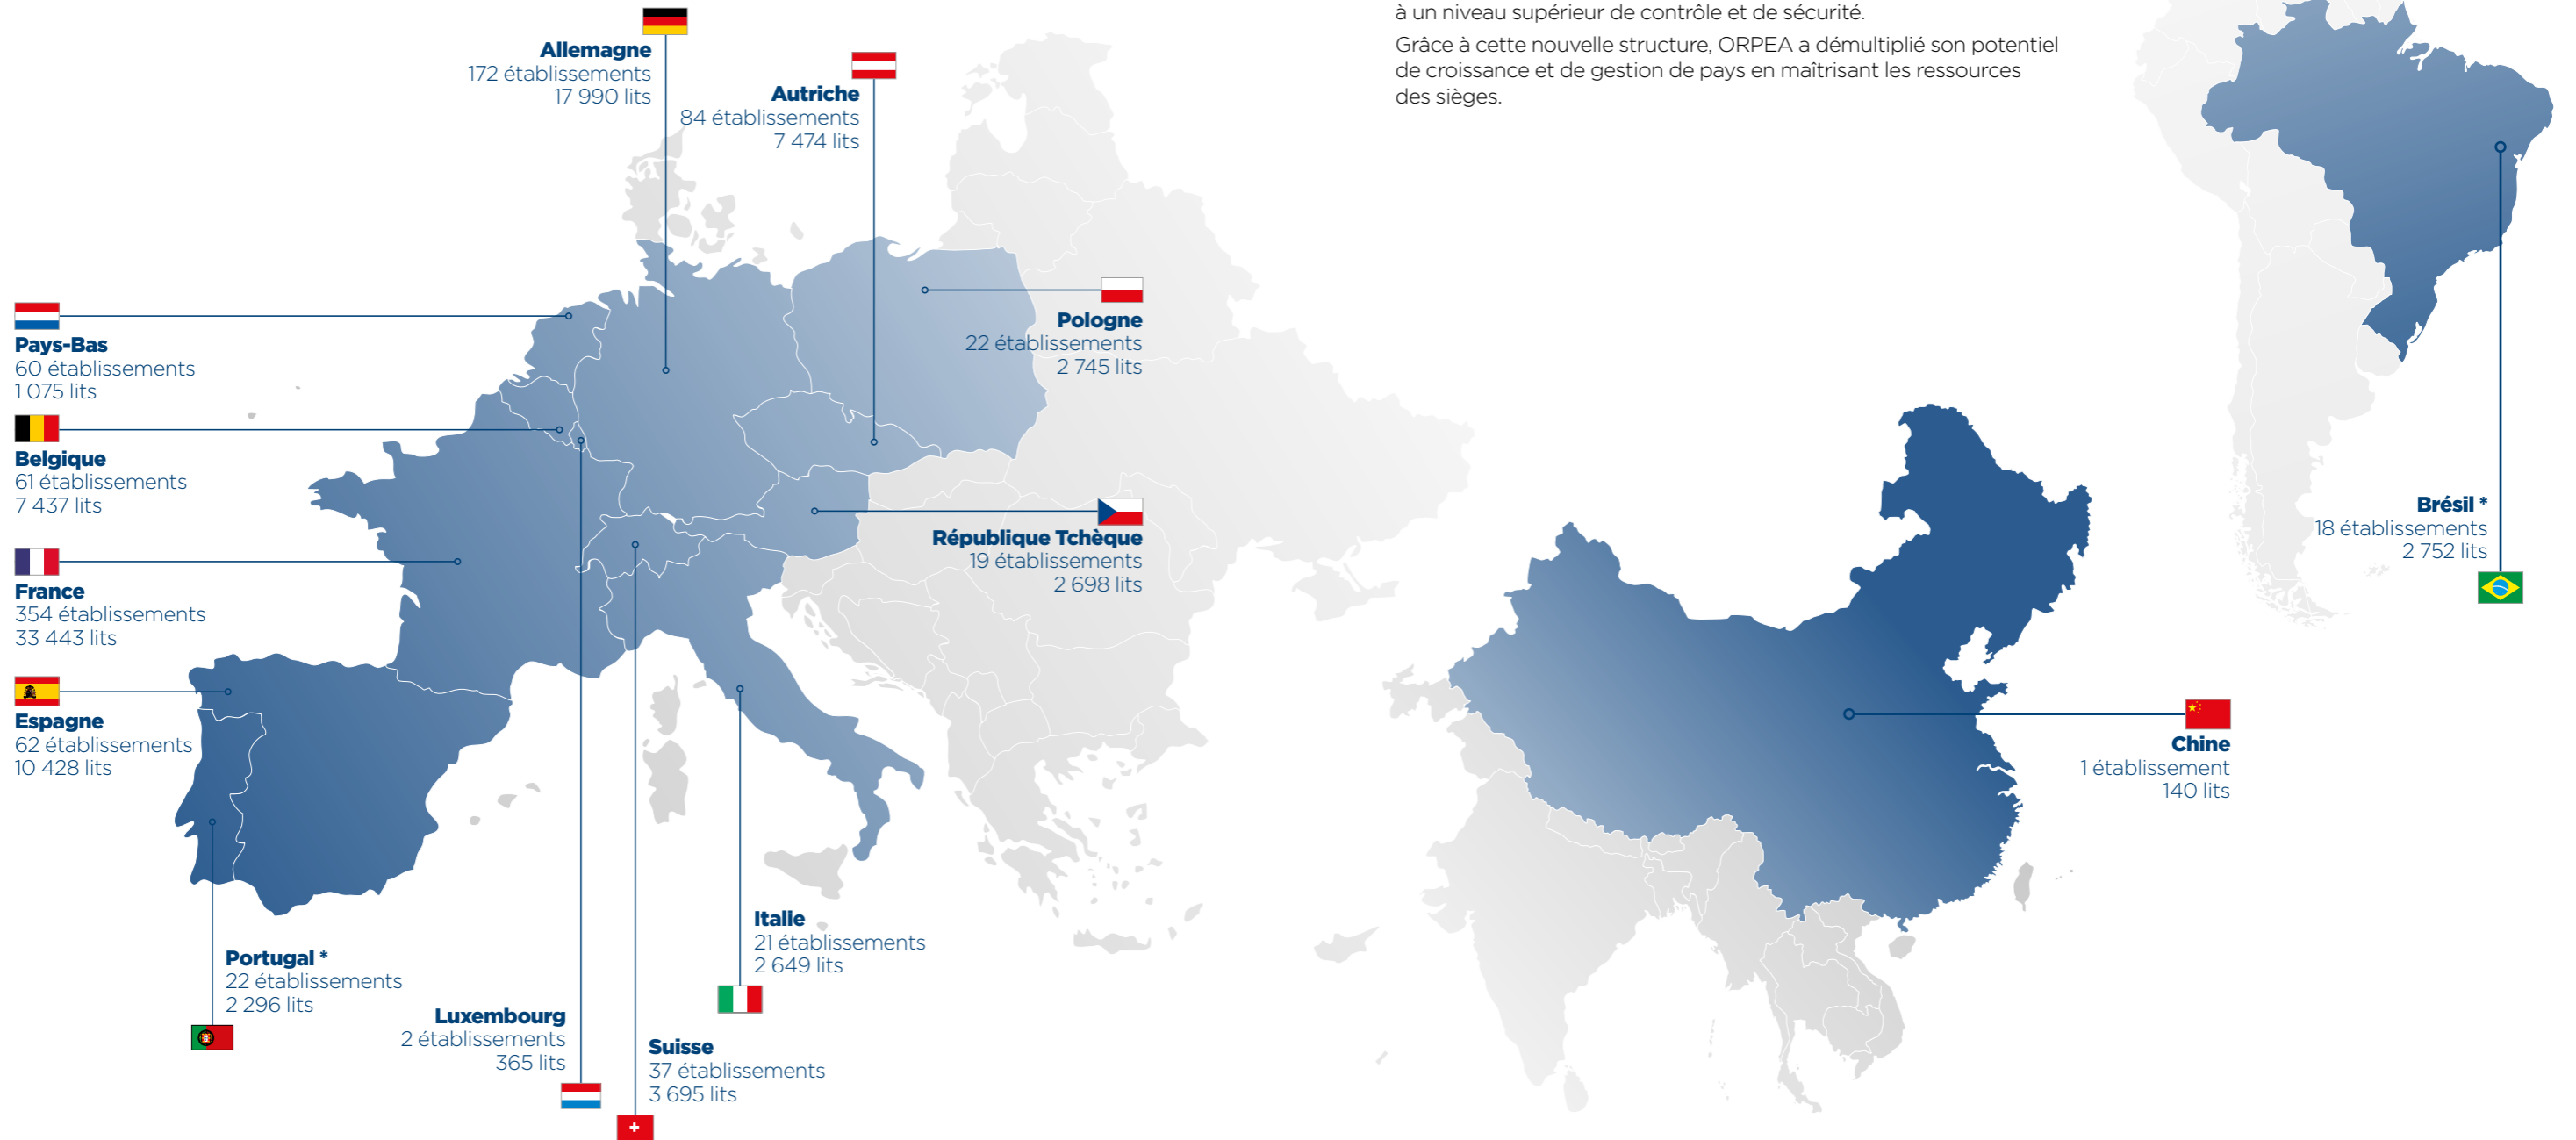 à un niveau supérieur de contrôle et de sécurité.
Grâce à cette nouvelle structure, ORPEA a démultiplié son potentiel
de croissance et de gestion de pays en maîtrisant les ressources
des sièges.
Allemagne
172 établissements
17 990 lits
Autriche
84 établissements
7 474 lits
Pologne
22 établissements
2 745 lits
Pays-Bas
60 établissements
1 075 lits
Belgique
61 établissements
7 437 lits
République Tchèque
19 établissements
2 698 lits
France
354 établissements
33 443 lits
Espagne
62 établissements
10 428 lits
Portugal *
22 établissements
2 296 lits
Luxembourg
2 établissements
365 lits
Suisse
37 établissements
3 695 lits
Italie
21 établissements
2 649 lits
Brésil *
18 établissements
2 752 lits
Chine
1 établissement
140 lits